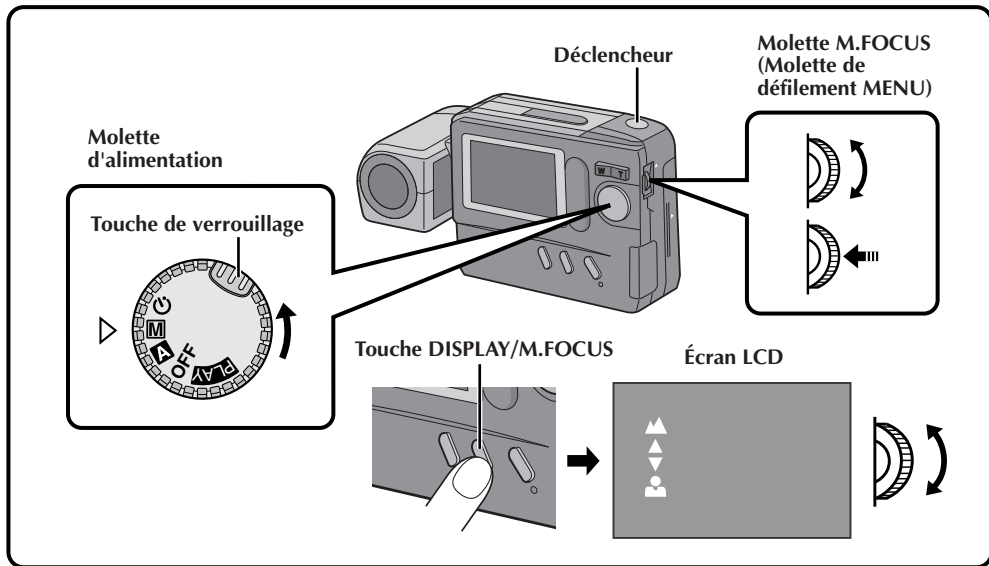 Déclencheur
Molette M.FOCUS
(Molette de
défilement MENU)
Molette
d'alimentation
Touche de verrouillage
W T
M
A
OFF
PLAY
Touche DISPLAY/M.FOCUS
Écran LCD